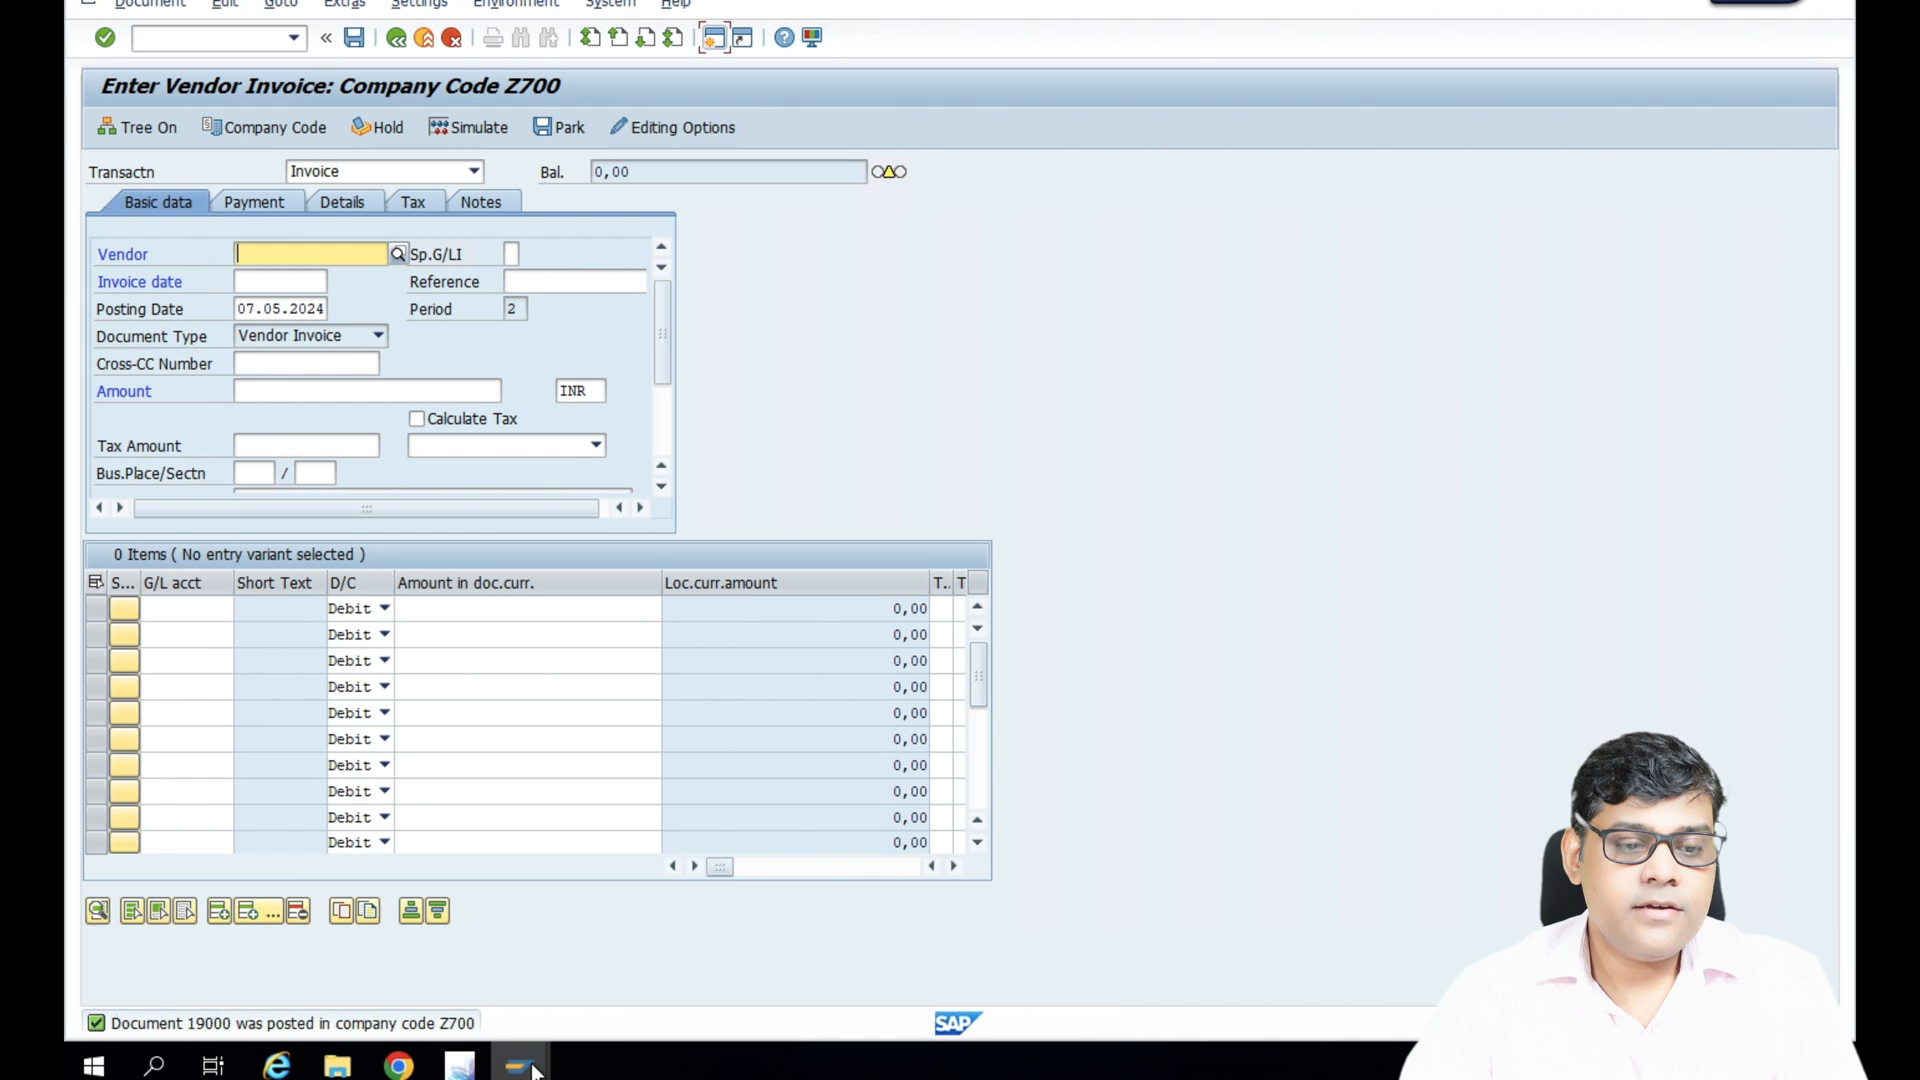 Document Edit Goto Extras Settings Environment System Help
Enter Vendor Invoice: Company Code Z700
Tree On Company Code Hold Simulate Park Editing Options
Transactn Invoice Bal. 0,00
Basic data Payment Details Tax Notes
Vendor Sp.G/LI
Invoice date Reference
Posting Date 07.05.2024 Period 2
Document Type Vendor Invoice
Cross-CC Number
Amount INR
Calculate Tax
Tax Amount
Bus.Place/Sectn /
0 Items ( No entry variant selected )
S... G/L acct Short Text D/C Amount in doc.curr. Loc.curr.amount T.. T
Debit 0,00
Debit 0,00
Debit 0,00
Debit 0,00
Debit 0,00
Debit 0,00
Debit 0,00
Debit 0,00
Debit 0,00
Debit 0,00
Document 19000 was posted in company code Z700
SAP